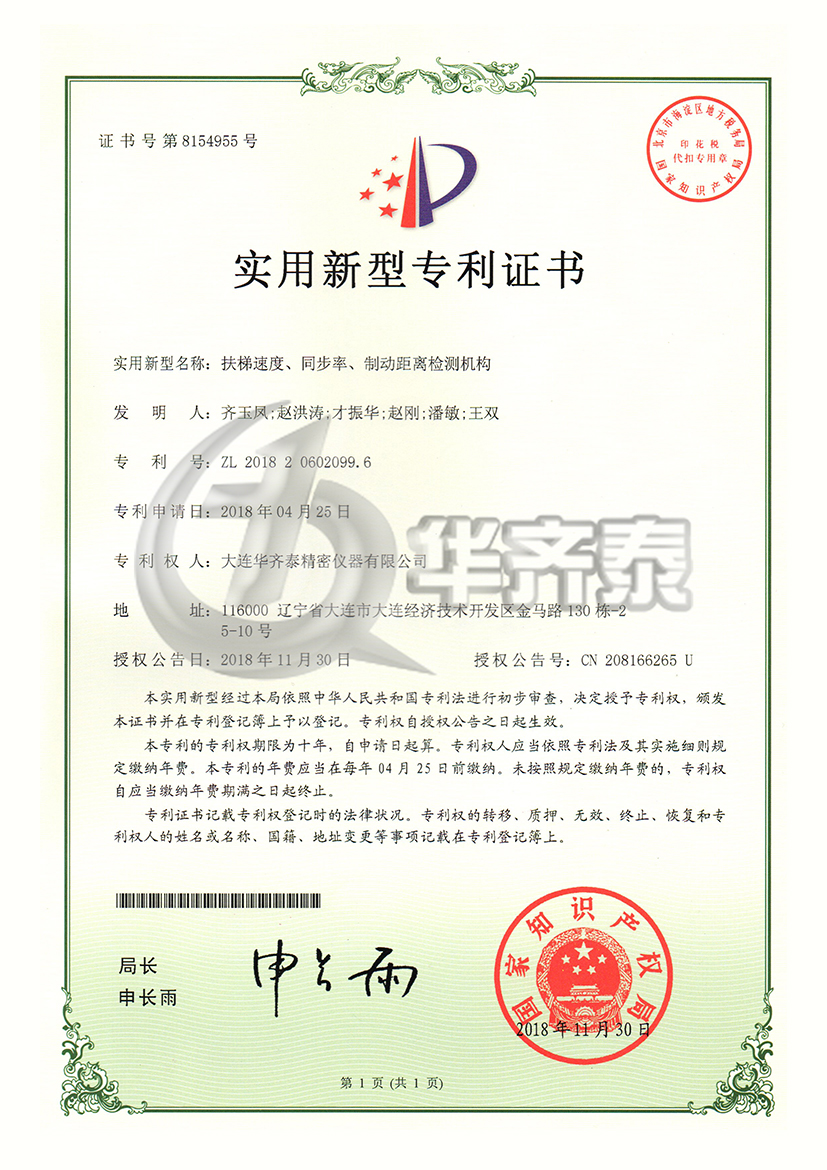 证书号第8154955号
北京市海淀区地方税务局
印花税
代扣专用章
国家知识产权局
实用新型专利证书
实用新型名称：扶梯速度、同步率、制动距离检测机构
发明人：齐玉凤;赵洪涛;才振华;赵刚;潘敏;王双
专利号：ZL 2018 2 0602099.6
专利申请日：2018年04月25日
专利权人：大连华齐泰精密仪器有限公司
华齐泰
地址：116000 辽宁省大连市大连经济技术开发区金马路130栋-2
5-10号
授权公告日：2018年11月30日 授权公告号：CN 208166265 U
本实用新型经过本局依照中华人民共和国专利法进行初步审查，决定授予专利权，颁发
本证书并在专利登记簿上予以登记。专利权自授权公告之日起生效。
本专利的专利权期限为十年，自申请日起算。专利权人应当依照专利法及其实施细则规
定缴纳年费。本专利的年费应当在每年04月25日前缴纳。未按照规定缴纳年费的，专利权
自应当缴纳年费期满之日起终止。
专利证书记载专利权登记时的法律状况。专利权的转移、质押、无效、终止、恢复和专
利权人的姓名或名称、国籍、地址变更等事项记载在专利登记簿上。
局长
申长雨
申长雨
国家知识产权局
2018年11月30日
第1页(共1页)